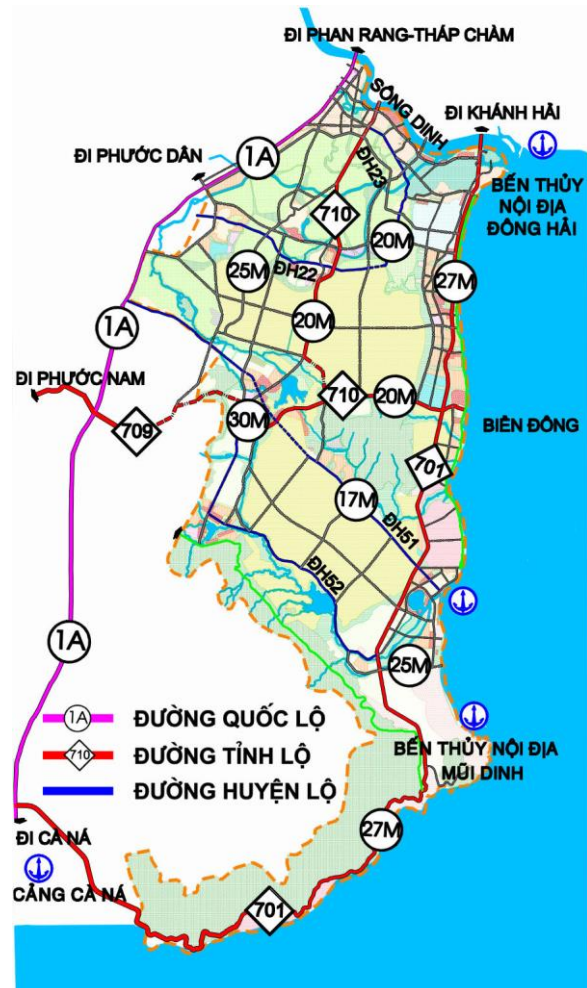 ĐI PHAN RANG-THÁP CHÀM
SÔNG DINH
ĐI KHÁNH HẢI
1A
ĐI PHƯỚC DÂN
ĐH23
BẾN THỦY
NỘI ĐỊA
ĐÔNG HẢI
710
20M
25M
ĐH22
27M
1A
20M
ĐI PHƯỚC NAM
710
20M
709
30M
BIỂN ĐÔNG
701
17M
ĐH51
ĐH52
1A
25M
1A
ĐƯỜNG QUỐC LỘ
710
ĐƯỜNG TỈNH LỘ
ĐƯỜNG HUYỆN LỘ
BẾN THỦY NỘI ĐỊA
MŨI DINH
27M
ĐI CÀ NÁ
CẢNG CÀ NÁ
701